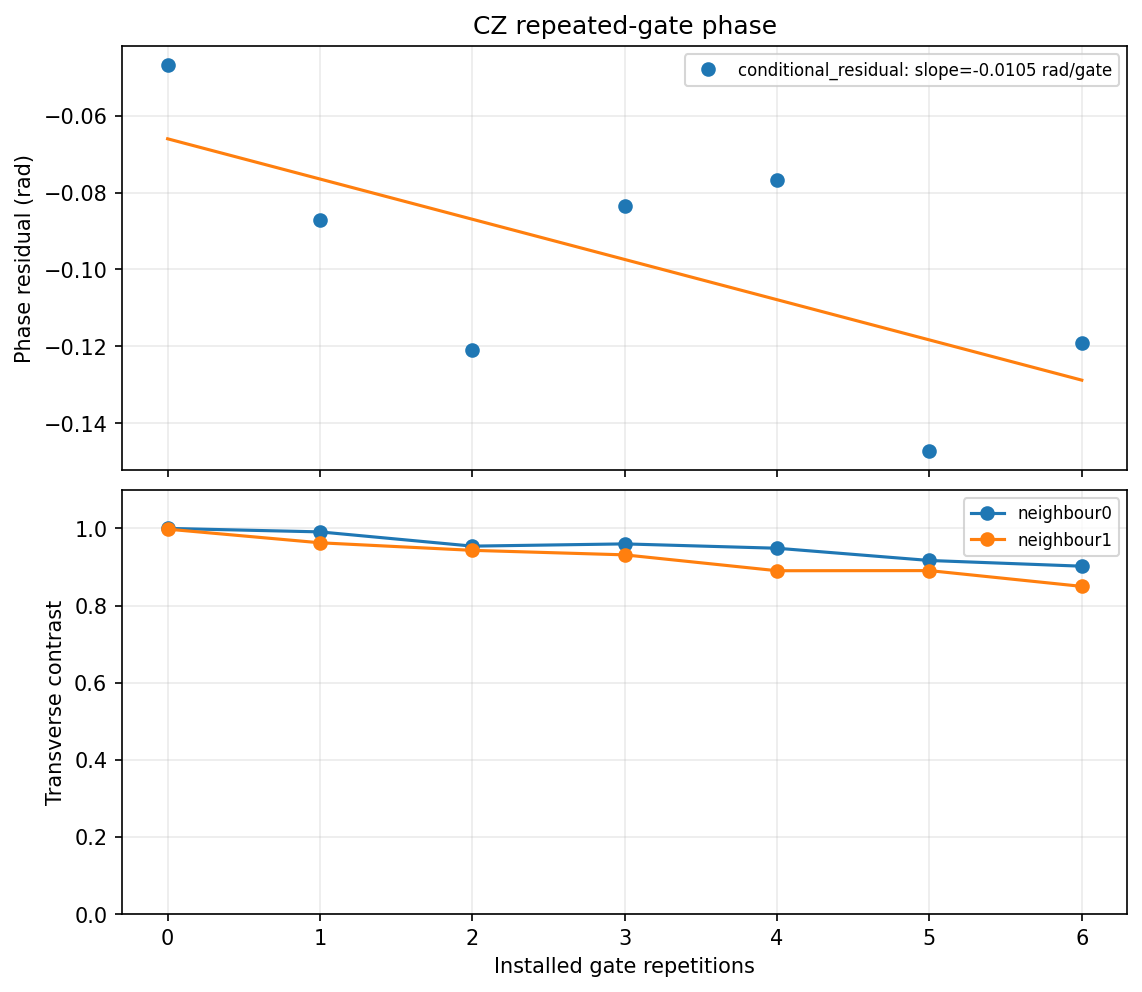 CZ repeated-gate phase
conditional_residual: slope=-0.0105 rad/gate
Phase residual (rad)
−0.06
−0.08
−0.10
−0.12
−0.14
neighbour0
neighbour1
Transverse contrast
1.0
0.8
0.6
0.4
0.2
0.0
0 1 2 3 4 5 6
Installed gate repetitions